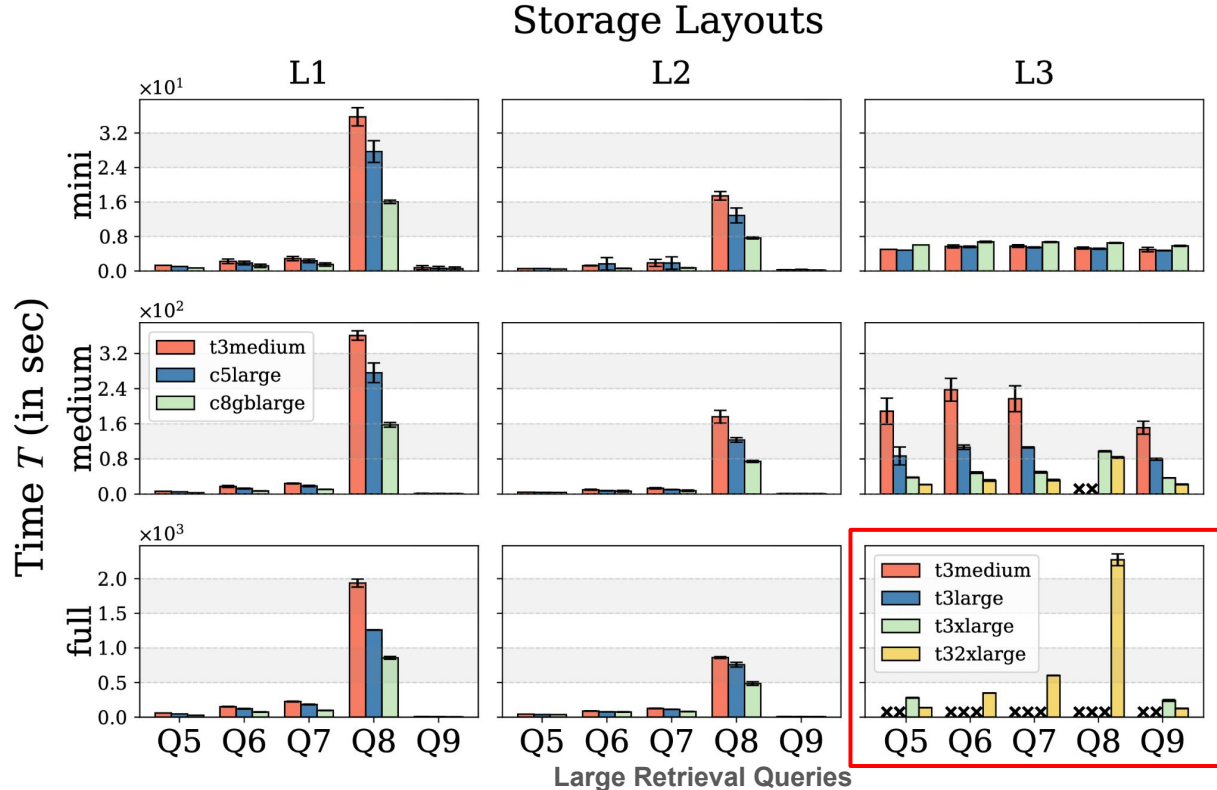 Storage Layouts
L1 L2 L3
×10¹
mini
3.2
2.4
1.6
0.8
0.0
×10²
Time T (in sec)
medium
3.2
2.4
1.6
0.8
0.0
t3medium
c5large
c8gblarge
×10³
full
2.0
1.5
1.0
0.5
0.0
t3medium
t3large
t3xlarge
t32xlarge
Q5 Q6 Q7 Q8 Q9 Q5 Q6 Q7 Q8 Q9 Q5 Q6 Q7 Q8 Q9
Large Retrieval Queries